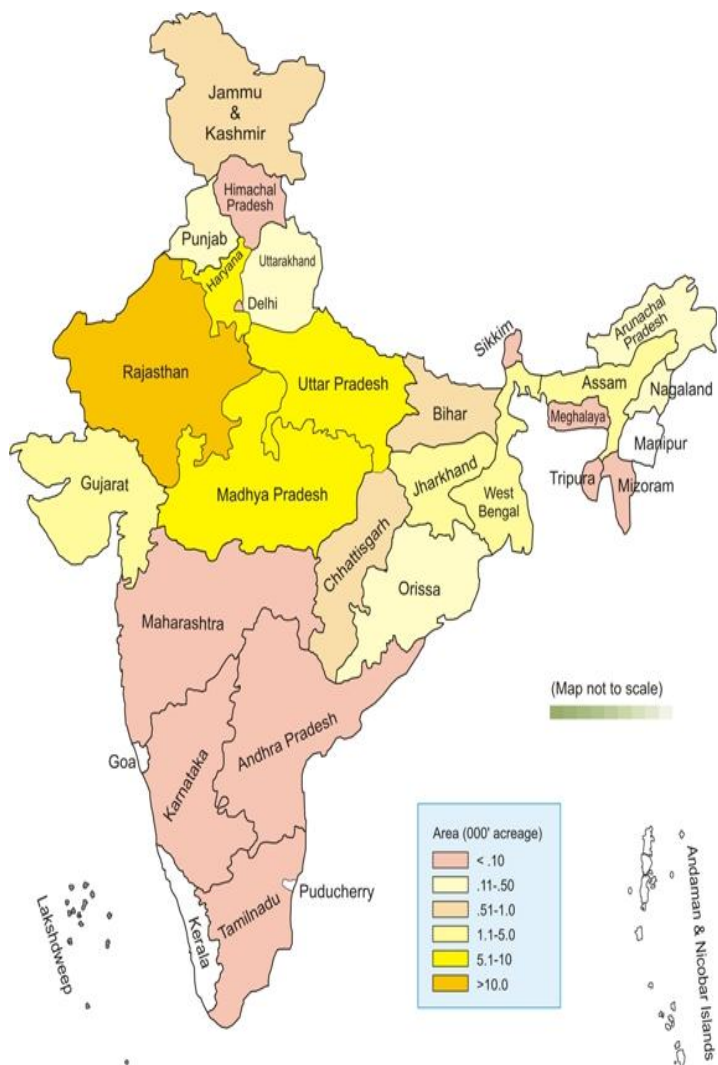 Jammu
&
Kashmir
Himachal
Pradesh
Punjab
Uttarakhand
Haryana
Delhi
Rajasthan
Uttar Pradesh
Sikkim
Arunachal
Pradesh
Assam
Nagaland
Bihar
Meghalaya
Manipur
Gujarat
Madhya Pradesh
Jharkhand
West
Bengal
Tripura
Mizoram
Chhattisgarh
Orissa
Maharashtra
(Map not to scale)
Andhra Pradesh
Goa
Karnataka
Area (000' acreage)
< .10
.11-.50
.51-1.0
1.1-5.0
5.1-10
>10.0
Puducherry
Tamilnadu
Kerala
Lakshdweep
Andaman & Nicobar Islands